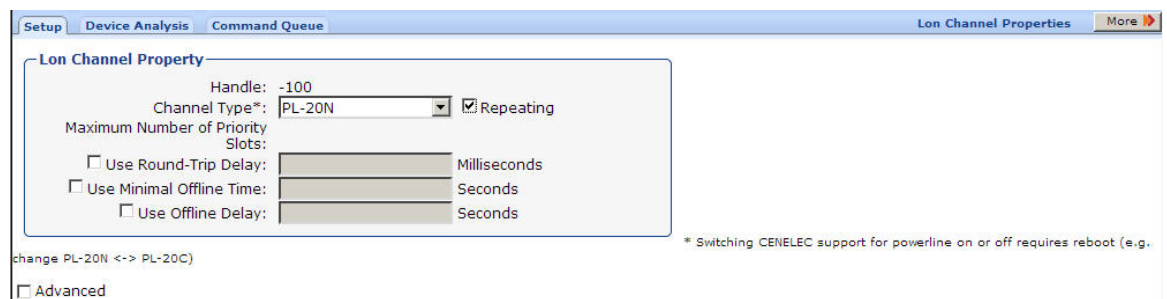 Setup Device Analysis Command Queue Lon Channel Properties More
Lon Channel Property
Handle: -100
Channel Type*: PL-20N Repeating
Maximum Number of Priority
Slots:
Use Round-Trip Delay: Milliseconds
Use Minimal Offline Time: Seconds
Use Offline Delay: Seconds
* Switching CENELEC support for powerline on or off requires reboot (e.g.
change PL-20N <-> PL-20C)
Advanced